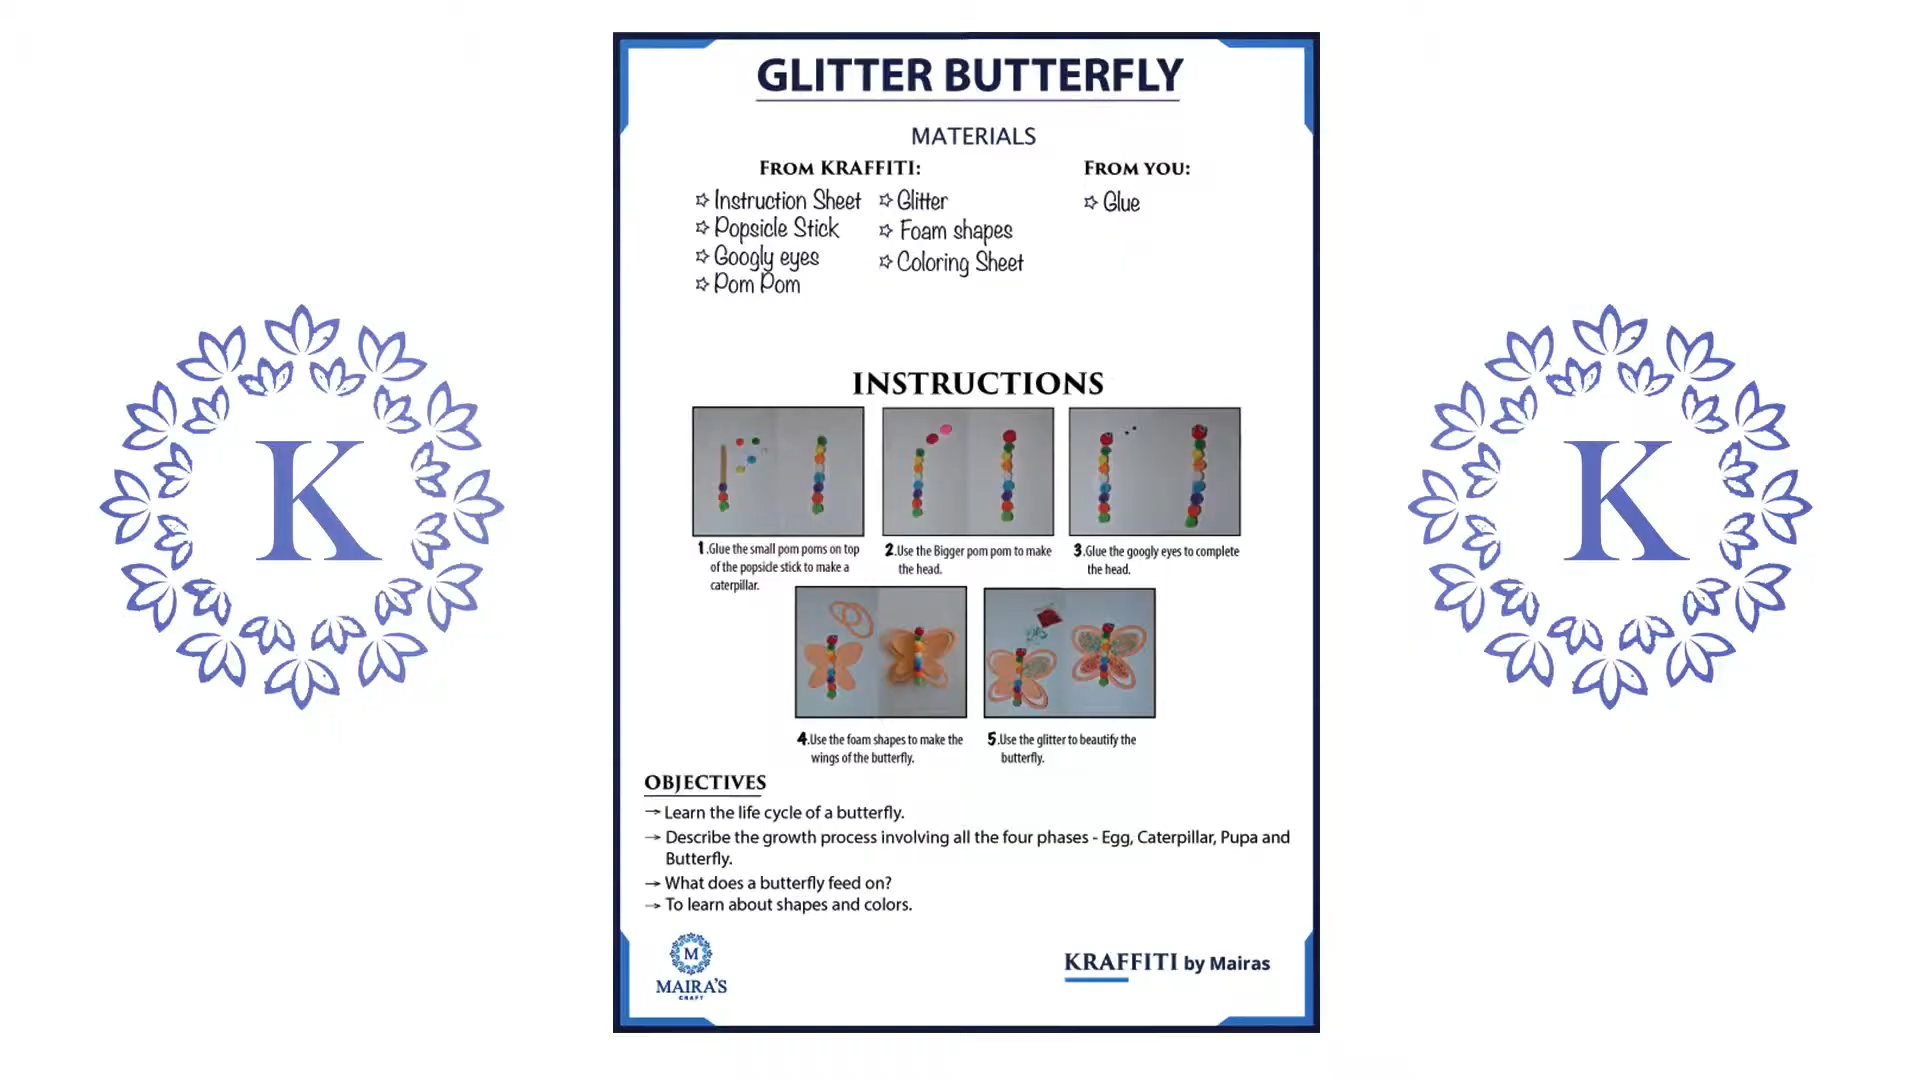 GLITTER BUTTERFLY
MATERIALS
FROM KRAFFITI:
FROM YOU:
Instruction Sheet
Popsicle Stick
Googly eyes
Pom Pom
Glitter
Foam shapes
Coloring Sheet
Glue
INSTRUCTIONS
1.Glue the small pom poms on top
of the popsicle stick to make a
caterpillar.
2.Use the Bigger pom pom to make
the head.
3.Glue the googly eyes to complete
the head.
4.Use the foam shapes to make the
wings of the butterfly.
5.Use the glitter to beautify the
butterfly.
OBJECTIVES
→ Learn the life cycle of a butterfly.
→ Describe the growth process involving all the four phases - Egg, Caterpillar, Pupa and
Butterfly.
→ What does a butterfly feed on?
→ To learn about shapes and colors.
M
MAIRA'S
CRAFT
KRAFFITI by Mairas
K
K